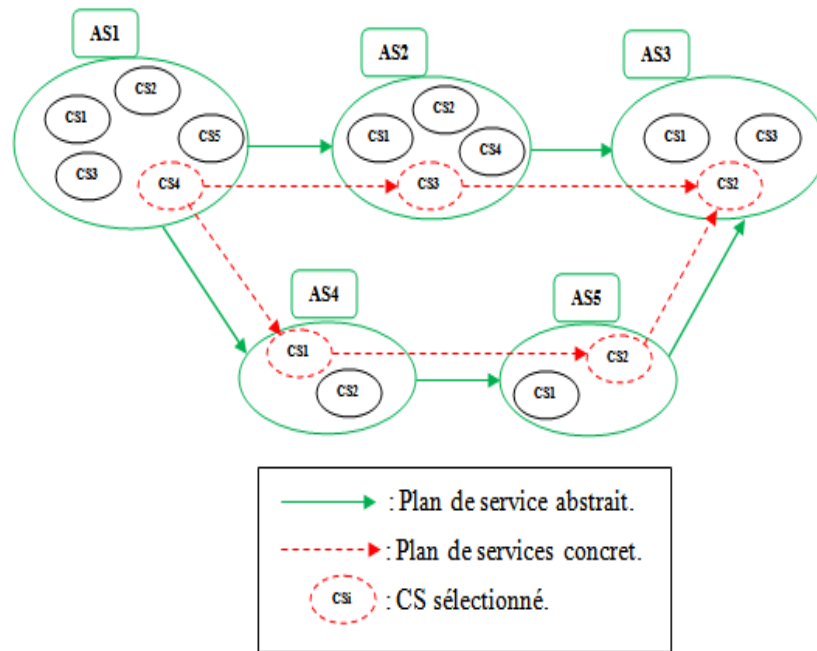 AS1
AS2
AS3
CS2
CS1
CS5
CS3
CS4
CS2
CS1
CS4
CS3
CS1
CS3
CS2
AS4
AS5
CS1
CS2
CS2
CS1
: Plan de service abstrait.
: Plan de services concret.
CSi : CS sélectionné.